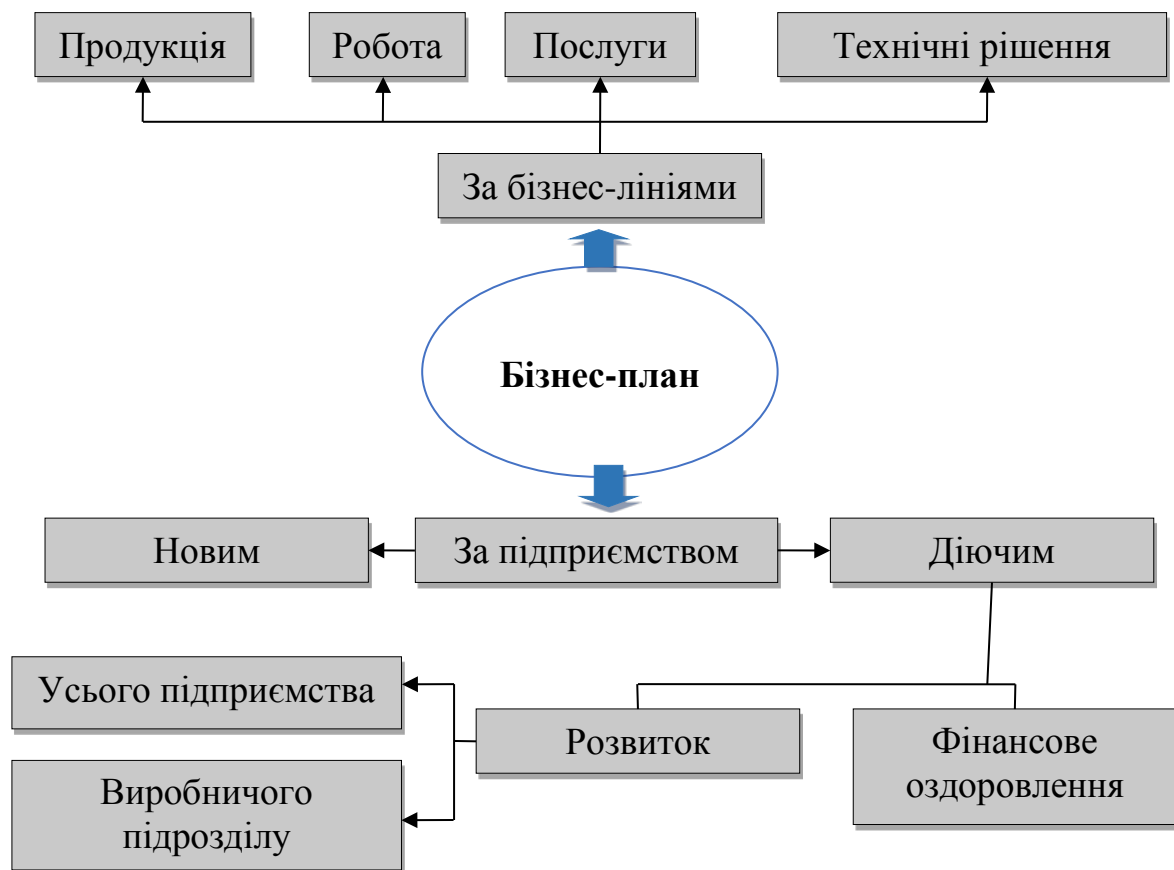 Продукція
Робота
Послуги
Технічні рішення
За бізнес-лініями
Бізнес-план
Новим
За підприємством
Діючим
Усього підприємства
Розвиток
Фінансове
оздоровлення
Виробничого
підрозділу